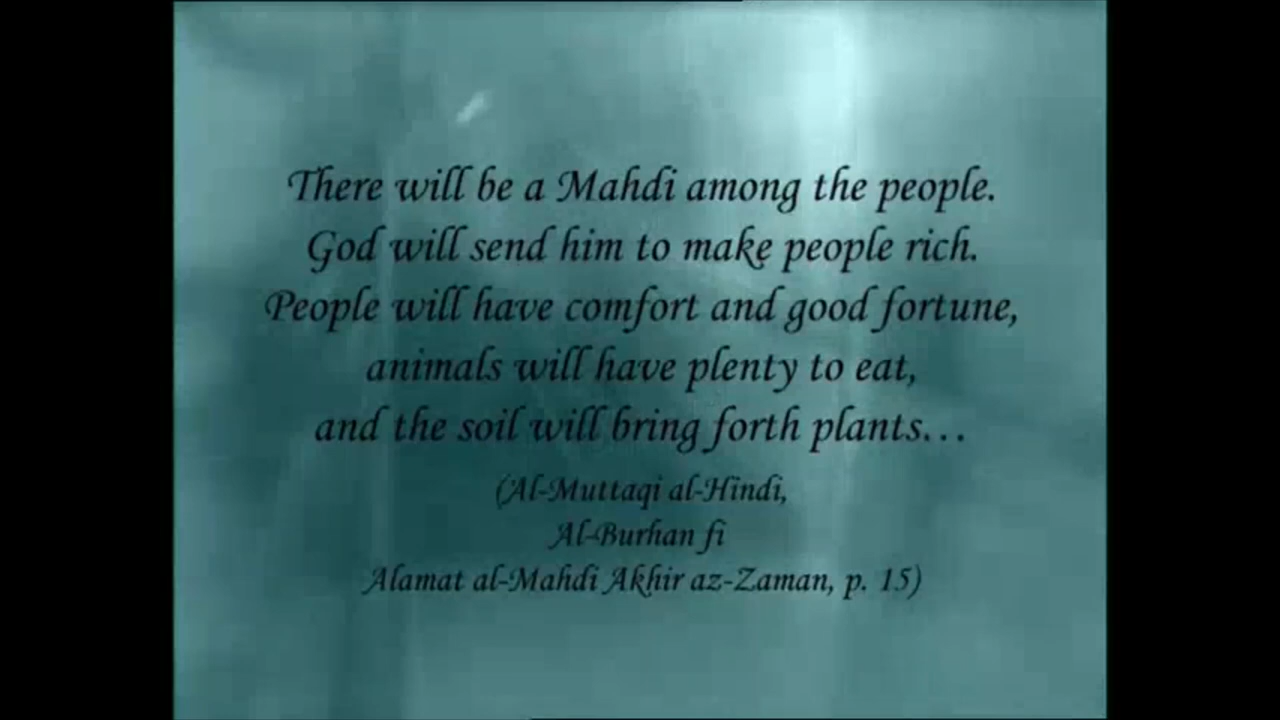 There will be a Mahdi among the people.
God will send him to make people rich.
People will have comfort and good fortune,
animals will have plenty to eat,
and the soil will bring forth plants...
(Al-Muttaqi al-Hindi,
Al-Burhan fi
Alamat al-Mahdi Akhir az-Zaman, p. 15)